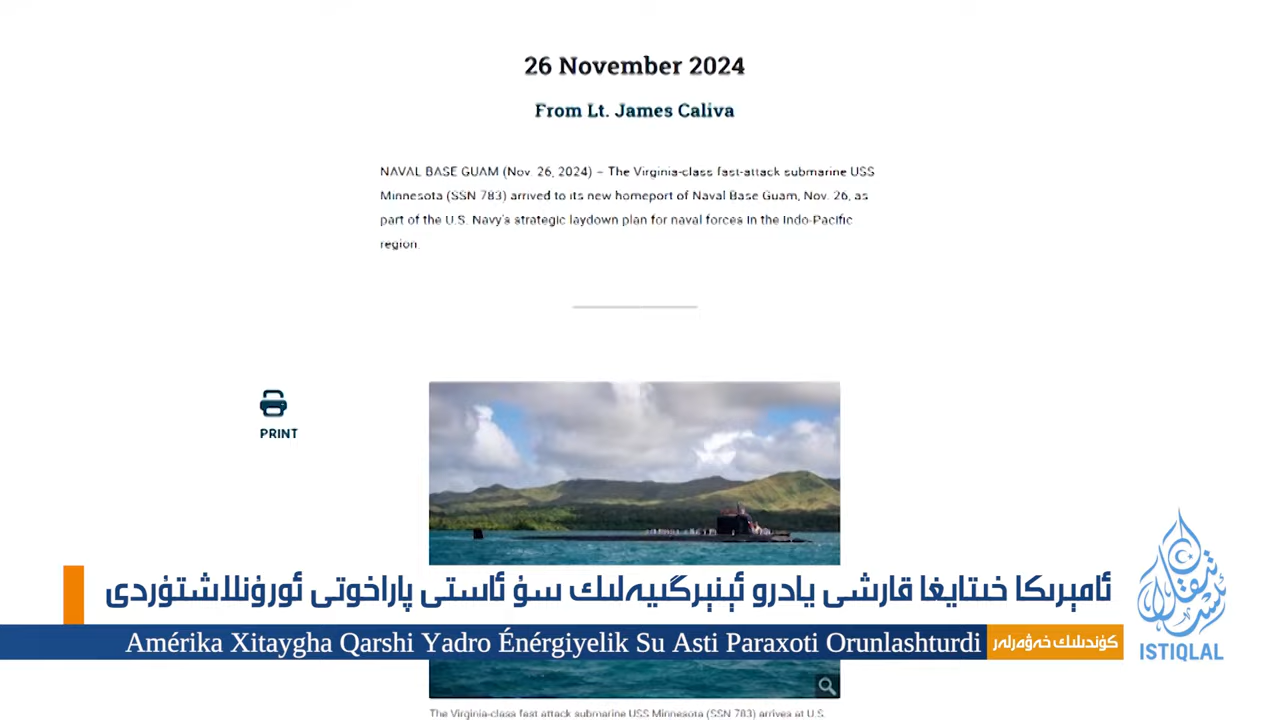 26 November 2024
From Lt. James Caliva
NAVAL BASE GUAM (Nov. 26, 2024) – The Virginia-class fast-attack submarine USS
Minnesota (SSN 783) arrived to its new homeport of Naval Base Guam, Nov. 26, as
part of the U.S. Navy's strategic laydown plan for naval forces in the Indo-Pacific
region.
PRINT
ئامېرىكا خىتايغا قارشى يادرو ئېنېرگىيەلىك سۇ ئاستى پاراخوتى ئورۇنلاشتۇردى
Amérika Xitaygha Qarshi Yadro Énérgiyelik Su Asti Paraxoti Orunlashturdi
كۈندىلىك خەۋەرلەر
ئىستىقلال
ISTIQLAL
The Virginia-class fast attack submarine USS Minnesota (SSN 783) arrives at U.S.